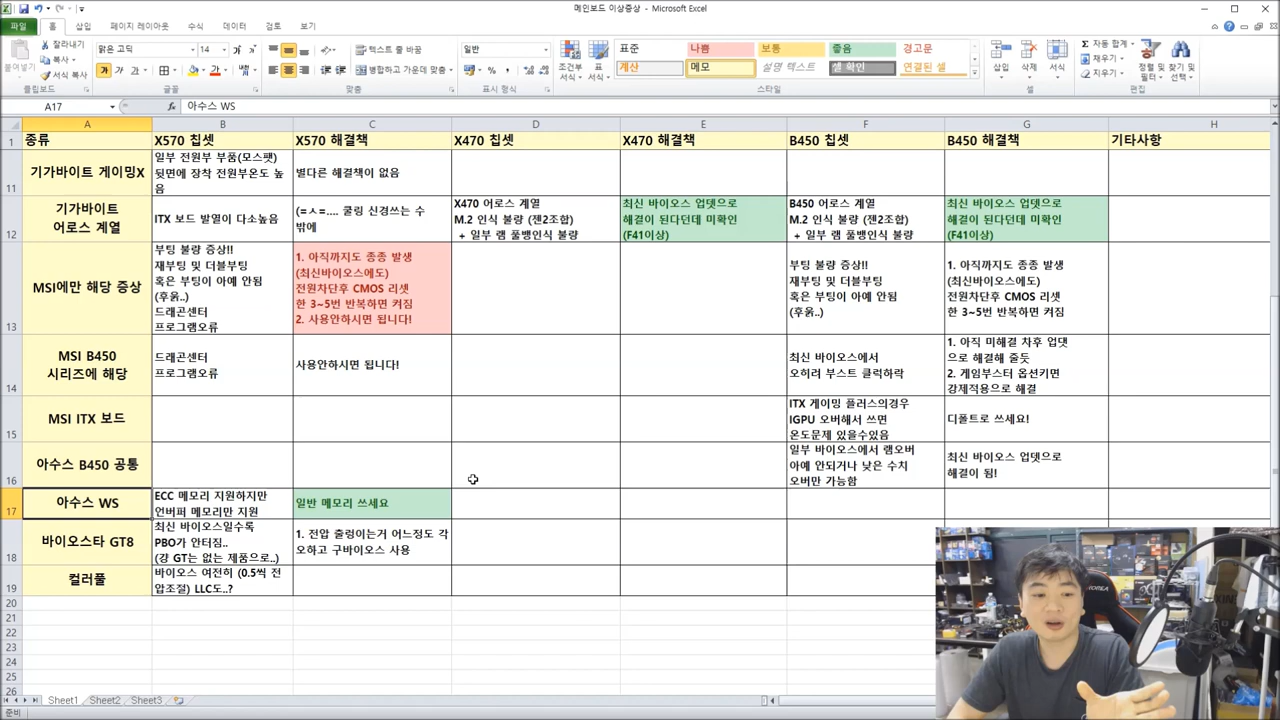 메인보드 이상증상 - Microsoft Excel
파일 홈 삽입 페이지 레이아웃 수식 데이터 검토 보기
붙여넣기 잘라내기 복사 서식 복사 클립보드
맑은 고딕 14 가 가 가 글꼴
텍스트 줄 바꿈 병합하고 가운데 맞춤 맞춤
일반 표시 형식
조건부 서식 표 서식
표준 나쁨 보통 좋음 경고문
계산 메모 설명 텍스트 셀 확인 연결된 셀
스타일
삽입 삭제 서식 셀
자동 합계 채우기 지우기 정렬 및 필터 찾기 및 선택 편집
A17 fx 아수스 WS
A B C D E F G H
1 종류 X570 칩셋 X570 해결책 X470 칩셋 X470 해결책 B450 칩셋 B450 해결책 기타사항
11 기가바이트 게이밍X
일부 전원부 부품(모스팻)
뒷면에 장착 전원부온도 높
음
별다른 해결책이 없음
12 기가바이트
어로스 계열
ITX 보드 발열이 다소높음
(=ㅅ=.... 쿨링 신경쓰는 수
밖에
X470 어로스 계열
M.2 인식 불량 (젠2조합)
+ 일부 램 풀뱅인식 불량
최신 바이오스 업뎃으로
해결이 된다던데 미확인
(F41이상)
B450 어로스 계열
M.2 인식 불량 (젠2조합)
+ 일부 램 풀뱅인식 불량
최신 바이오스 업뎃으로
해결이 된다던데 미확인
(F41이상)
13 MSI에만 해당 증상
부팅 불량 증상!!
재부팅 및 더블부팅
혹은 부팅이 아예 안됨
(후욹..)
드래곤센터
프로그램오류
1. 아직까지도 종종 발생
(최신바이오스에도)
전원차단후 CMOS 리셋
한 3~5번 반복하면 켜짐
2. 사용안하시면 됩니다!
부팅 불량 증상!!
재부팅 및 더블부팅
혹은 부팅이 아예 안됨
(후욹..)
1. 아직까지도 종종 발생
(최신바이오스에도)
전원차단후 CMOS 리셋
한 3~5번 반복하면 켜짐
14 MSI B450
시리즈에 해당
드래곤센터
프로그램오류
사용안하시면 됩니다!
최신 바이오스에서
오히려 부스트 클럭하락
1. 아직 미해결 차후 업뎃
으로 해결해 줄듯
2. 게임부스터 옵션키면
강제적용으로 해결
15 MSI ITX 보드
ITX 게이밍 플러스의경우
IGPU 오버해서 쓰면
온도문제 있을수있음
디폴트로 쓰세요!
16 아수스 B450 공통
일부 바이오스에서 램오버
아예 안되거나 낮은 수치
오버만 가능함
최신 바이오스 업뎃으로
해결이 됨!
17 아수스 WS
ECC 메모리 지원하지만
언버퍼 메모리만 지원
일반 메모리 쓰세요
18 바이오스타 GT8
최신 바이오스일수록
PBO가 안터짐..
(걍 GT는 없는 제품으로..)
1. 전압 출렁이는거 어느정도 각
오하고 구바이오스 사용
19 컬러풀
바이오스 여전히 (0.5씩 전
압조절) LLC도..?
20
21
22
23
24
25
26
Sheet1 Sheet2 Sheet3
준비